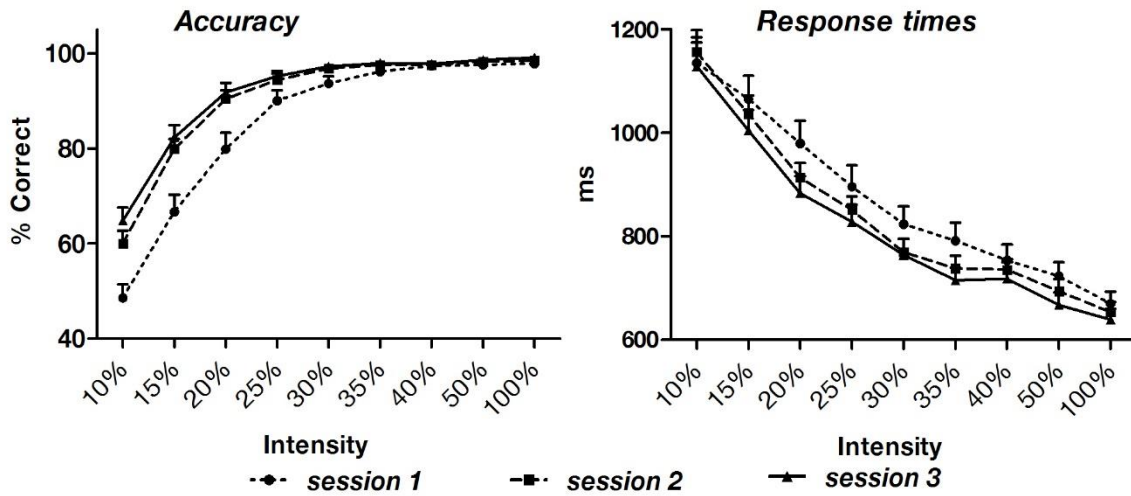 Accuracy
% Correct
100
80
60
40
10%
15%
20%
25%
30%
35%
40%
50%
100%
Intensity
Response times
ms
1200
1000
800
600
10%
15%
20%
25%
30%
35%
40%
50%
100%
Intensity
session 1
session 2
session 3